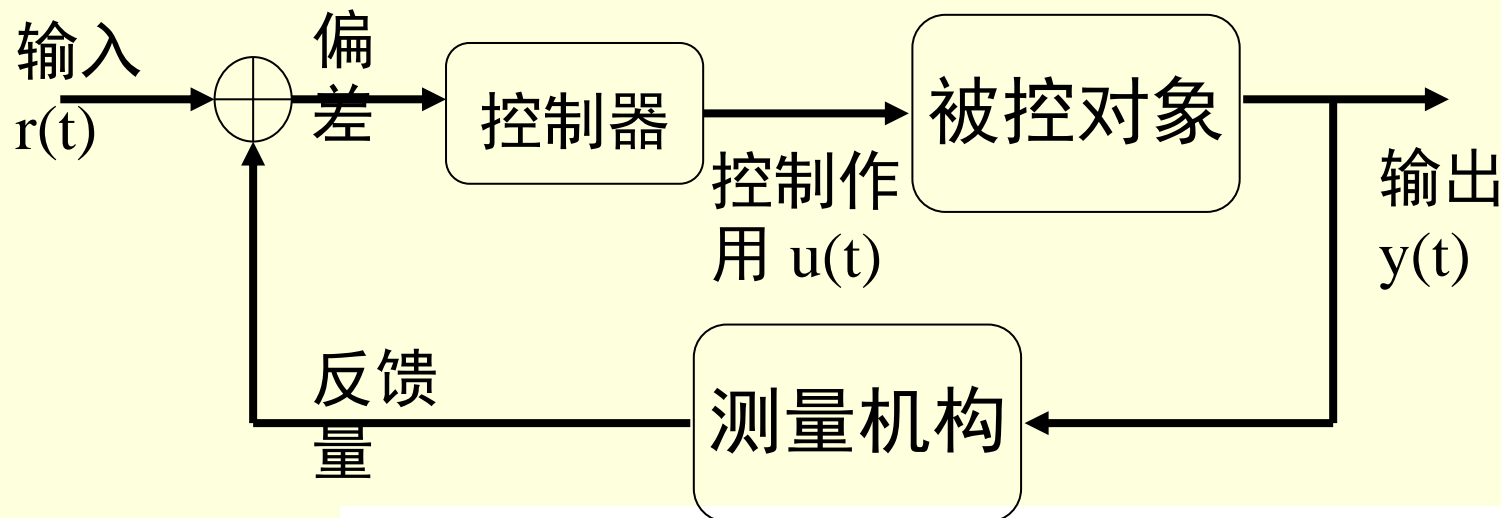 输入
r(t)
偏
差
控制器
控制作
用 u(t)
被控对象
输出
y(t)
反馈
量
测量机构